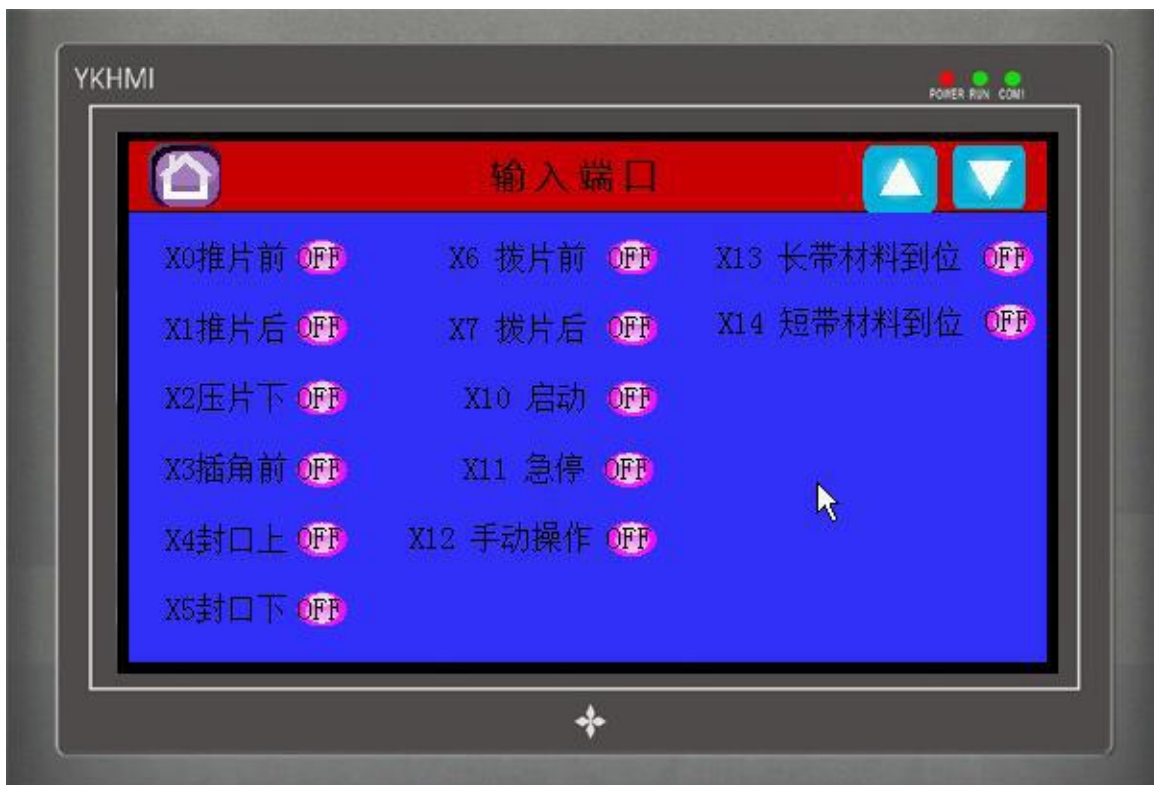 YKHMI
POWER RUN COM1
输入端口
X0推片前 OFF
X6 拨片前 OFF
X13 长带材料到位 OFF
X1推片后 OFF
X7 拨片后 OFF
X14 短带材料到位 OFF
X2压片下 OFF
X10 启动 OFF
X3插角前 OFF
X11 急停 OFF
X4封口上 OFF
X12 手动操作 OFF
X5封口下 OFF